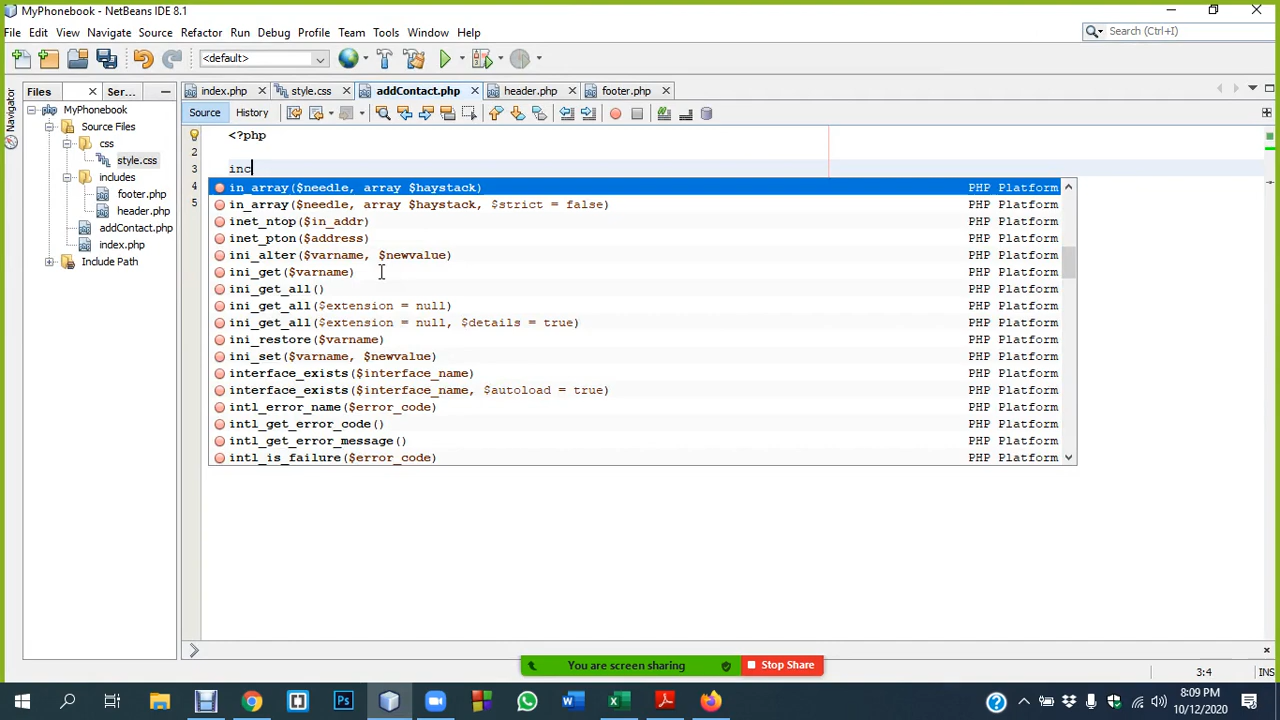 MyPhonebook - NetBeans IDE 8.1
File Edit View Navigate Source Refactor Run Debug Profile Team Tools Window Help
Search (Ctrl+I)
<default>
Files Ser...
index.php style.css addContact.php header.php footer.php
Navigator
MyPhonebook
Source Files
css
style.css
includes
footer.php
header.php
addContact.php
index.php
Include Path
Source History
1 <?php
2
3 inc
4
5
in_array($needle, array $haystack) PHP Platform
in_array($needle, array $haystack, $strict = false) PHP Platform
inet_ntop($in_addr) PHP Platform
inet_pton($address) PHP Platform
ini_alter($varname, $newvalue) PHP Platform
ini_get($varname) PHP Platform
ini_get_all() PHP Platform
ini_get_all($extension = null) PHP Platform
ini_get_all($extension = null, $details = true) PHP Platform
ini_restore($varname) PHP Platform
ini_set($varname, $newvalue) PHP Platform
interface_exists($interface_name) PHP Platform
interface_exists($interface_name, $autoload = true) PHP Platform
intl_error_name($error_code) PHP Platform
intl_get_error_code() PHP Platform
intl_get_error_message() PHP Platform
intl_is_failure($error_code) PHP Platform
You are screen sharing Stop Share
3:4 INS
8:09 PM
10/12/2020